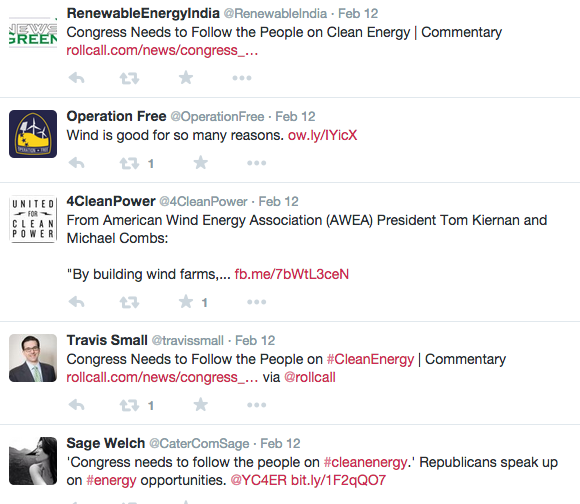 NEWS
GREEN
RenewableEnergyIndia @RenewableIndia · Feb 12
Congress Needs to Follow the People on Clean Energy | Commentary
rollcall.com/news/congress_…
OPERATION FREE
Operation Free @OperationFree · Feb 12
Wind is good for so many reasons. ow.ly/IYicX
1
UNITED
FOR
CLEAN
POWER
4CleanPower @4CleanPower · Feb 12
From American Wind Energy Association (AWEA) President Tom Kiernan and
Michael Combs:
"By building wind farms,... fb.me/7bWtL3ceN
1
Travis Small @travissmall · Feb 12
Congress Needs to Follow the People on #CleanEnergy | Commentary
rollcall.com/news/congress_… via @rollcall
1
Sage Welch @CaterComSage · Feb 12
'Congress needs to follow the people on #cleanenergy.' Republicans speak up
on #energy opportunities. @YC4ER bit.ly/1F2qQO7